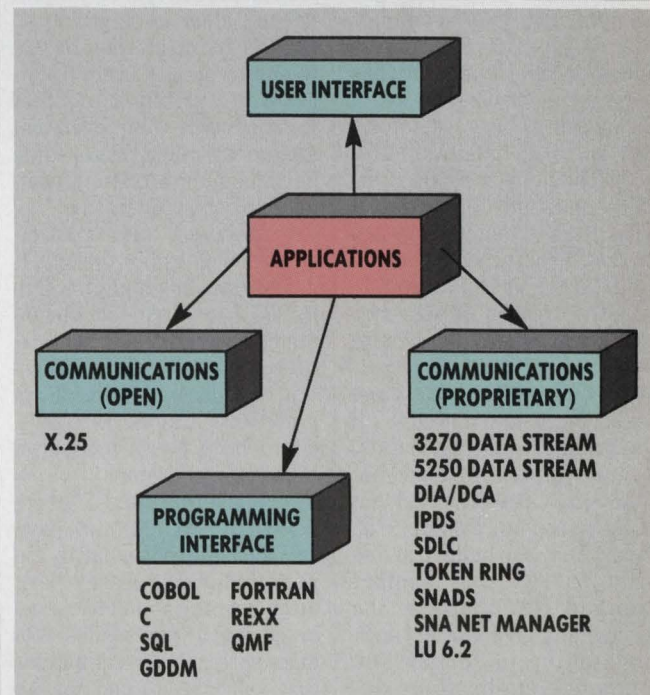 USER INTERFACE
APPLICATIONS
COMMUNICATIONS
(OPEN)
X.25
COMMUNICATIONS
(PROPRIETARY)
3270 DATA STREAM
5250 DATA STREAM
DIA/DCA
IPDS
SDLC
TOKEN RING
SNADS
SNA NET MANAGER
LU 6.2
PROGRAMMING
INTERFACE
COBOL FORTRAN
C REXX
SQL QMF
GDDM